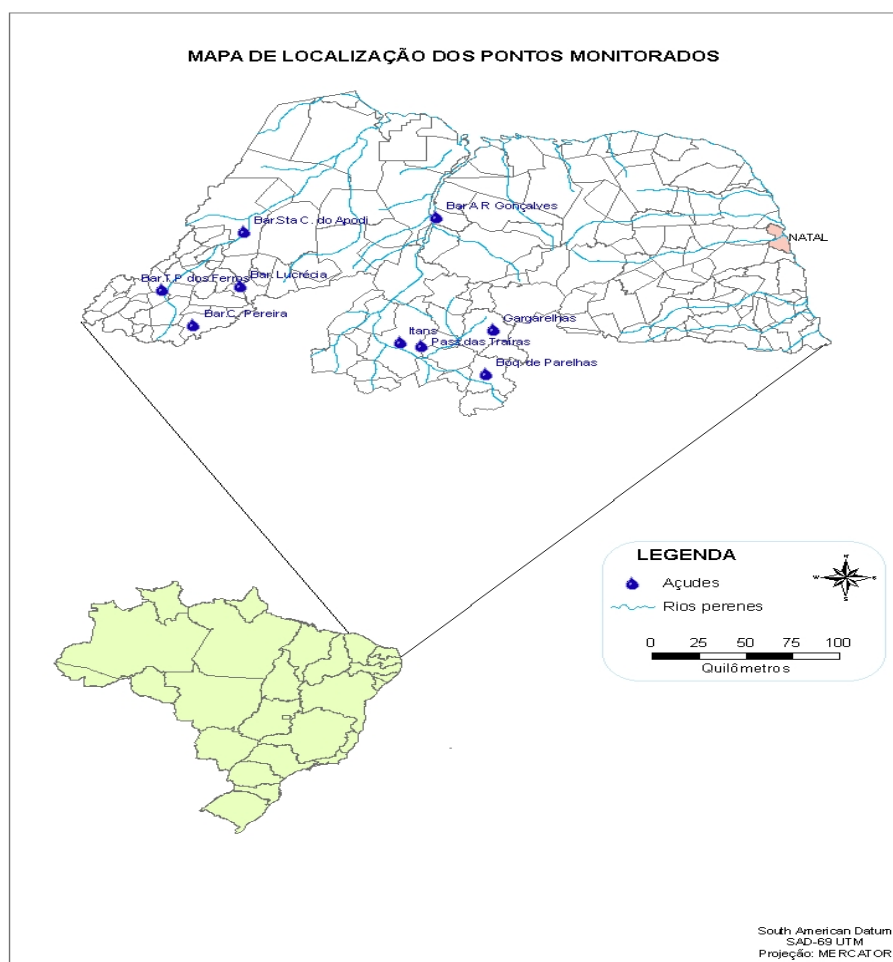 MAPA DE LOCALIZAÇÃO DOS PONTOS MONITORADOS
Bar.A R Gonçalves
Bar.Sta C. do Apodi
NATAL
Bar.T.P dos Ferros
Bar. Lucrécia
Bar.C. Pereira
Gargarelhas
Itans
Pass das Traíras
Boq. de Parelhas
LEGENDA
Açudes
Rios perenes
N
W
E
S
0 25 50 75 100
Quilômetros
South American Datum
SAD-69 UTM
Projeção: MERCATOR